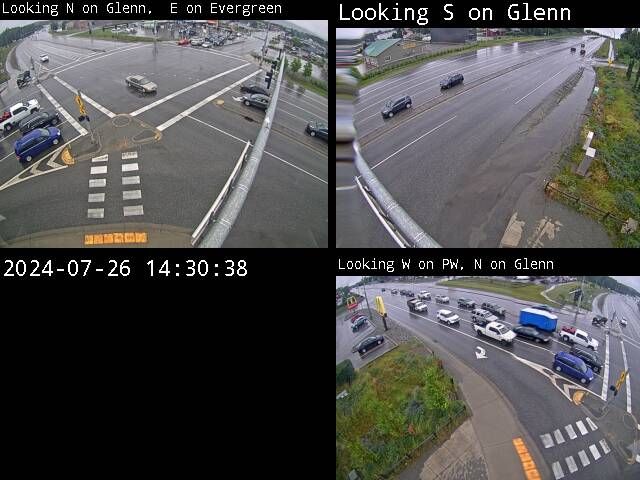 Looking N on Glenn,  E on Evergreen
Looking S on Glenn
2024-07-26 14:30:38
Looking W on PW, N on Glenn